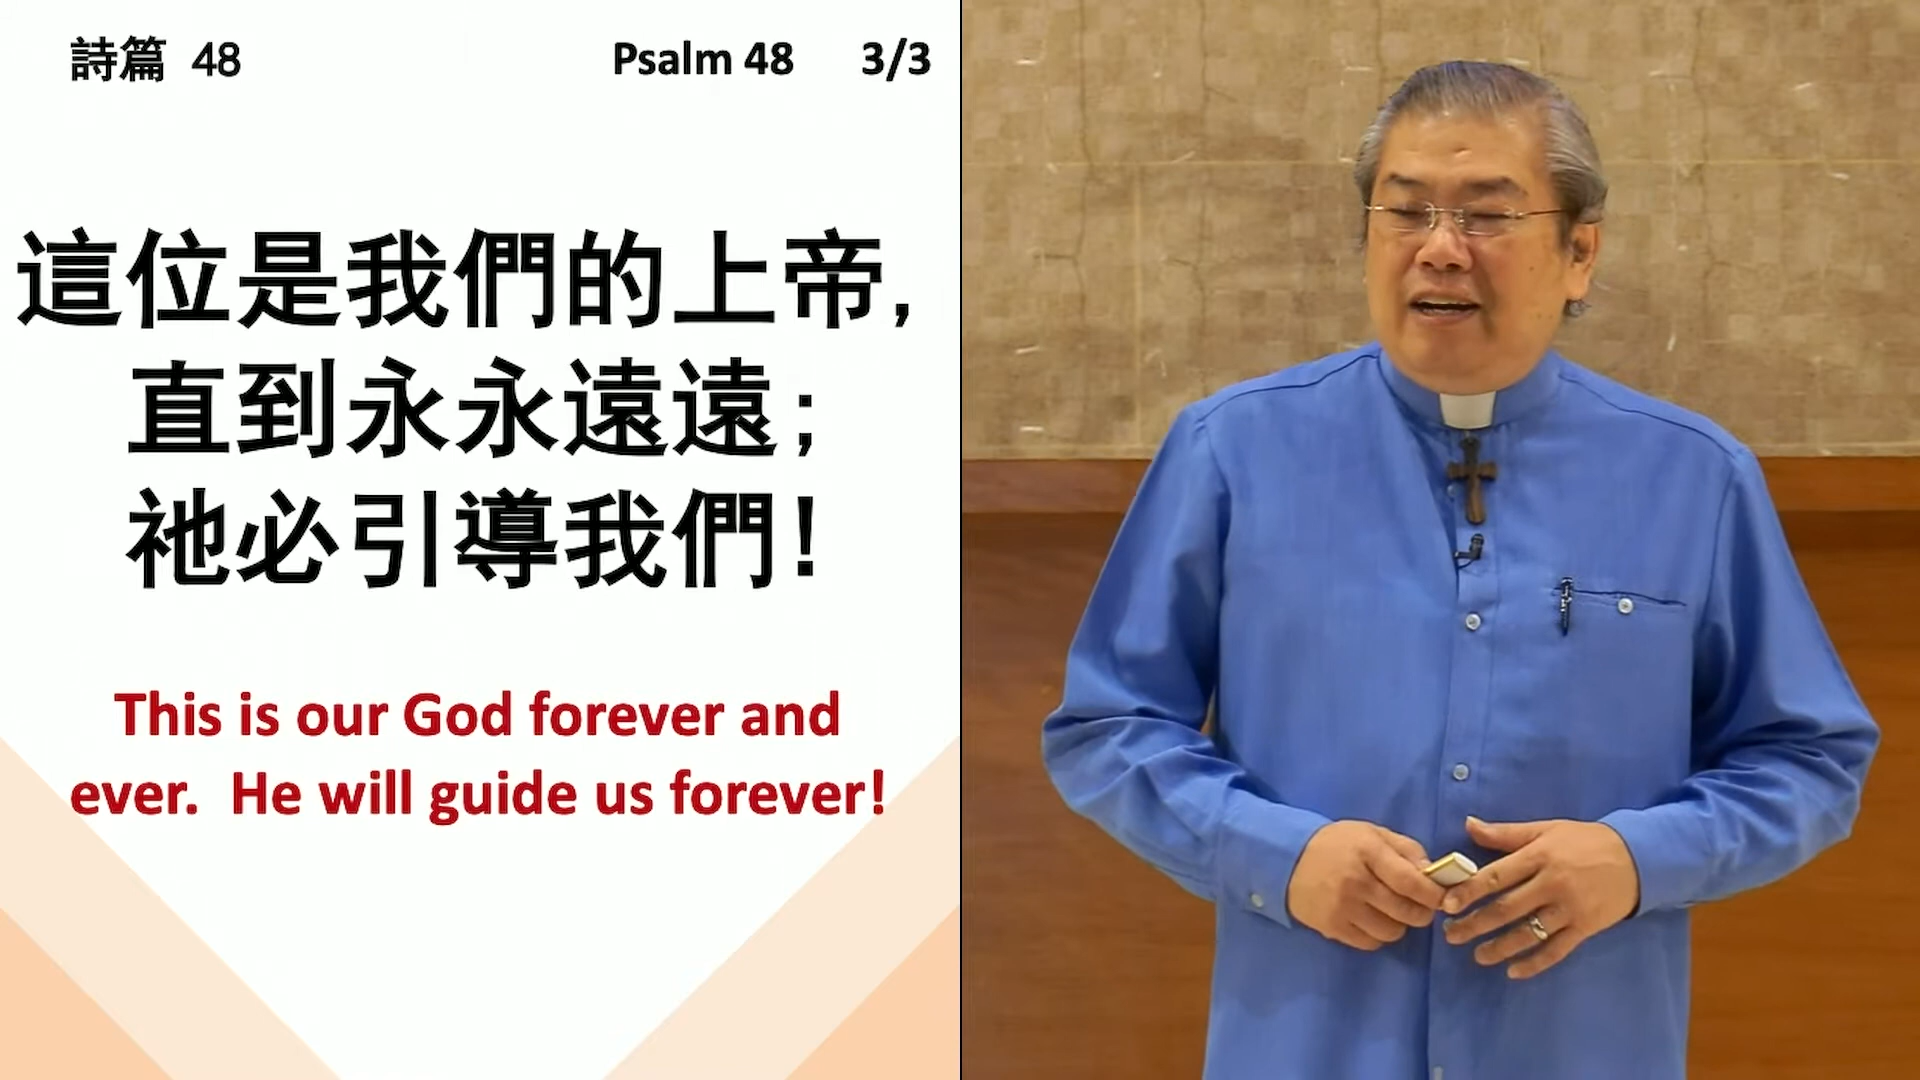 詩篇 48 Psalm 48 3/3
這位是我們的上帝,
直到永永遠遠;
祂必引導我們!
This is our God forever and
ever. He will guide us forever!